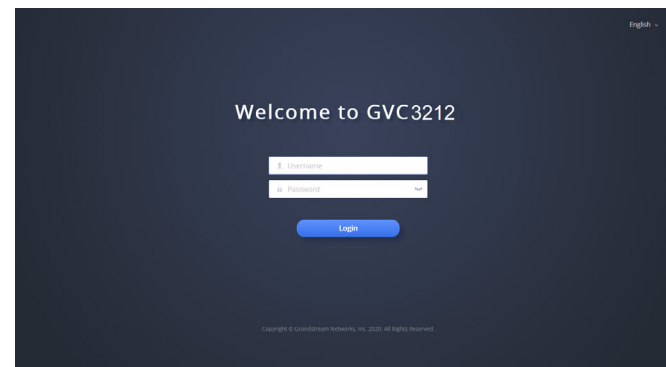 English
Welcome to GVC3212
Username
Password
Login
Copyright © Grandstream Networks, Inc. 2020. All Rights Reserved.